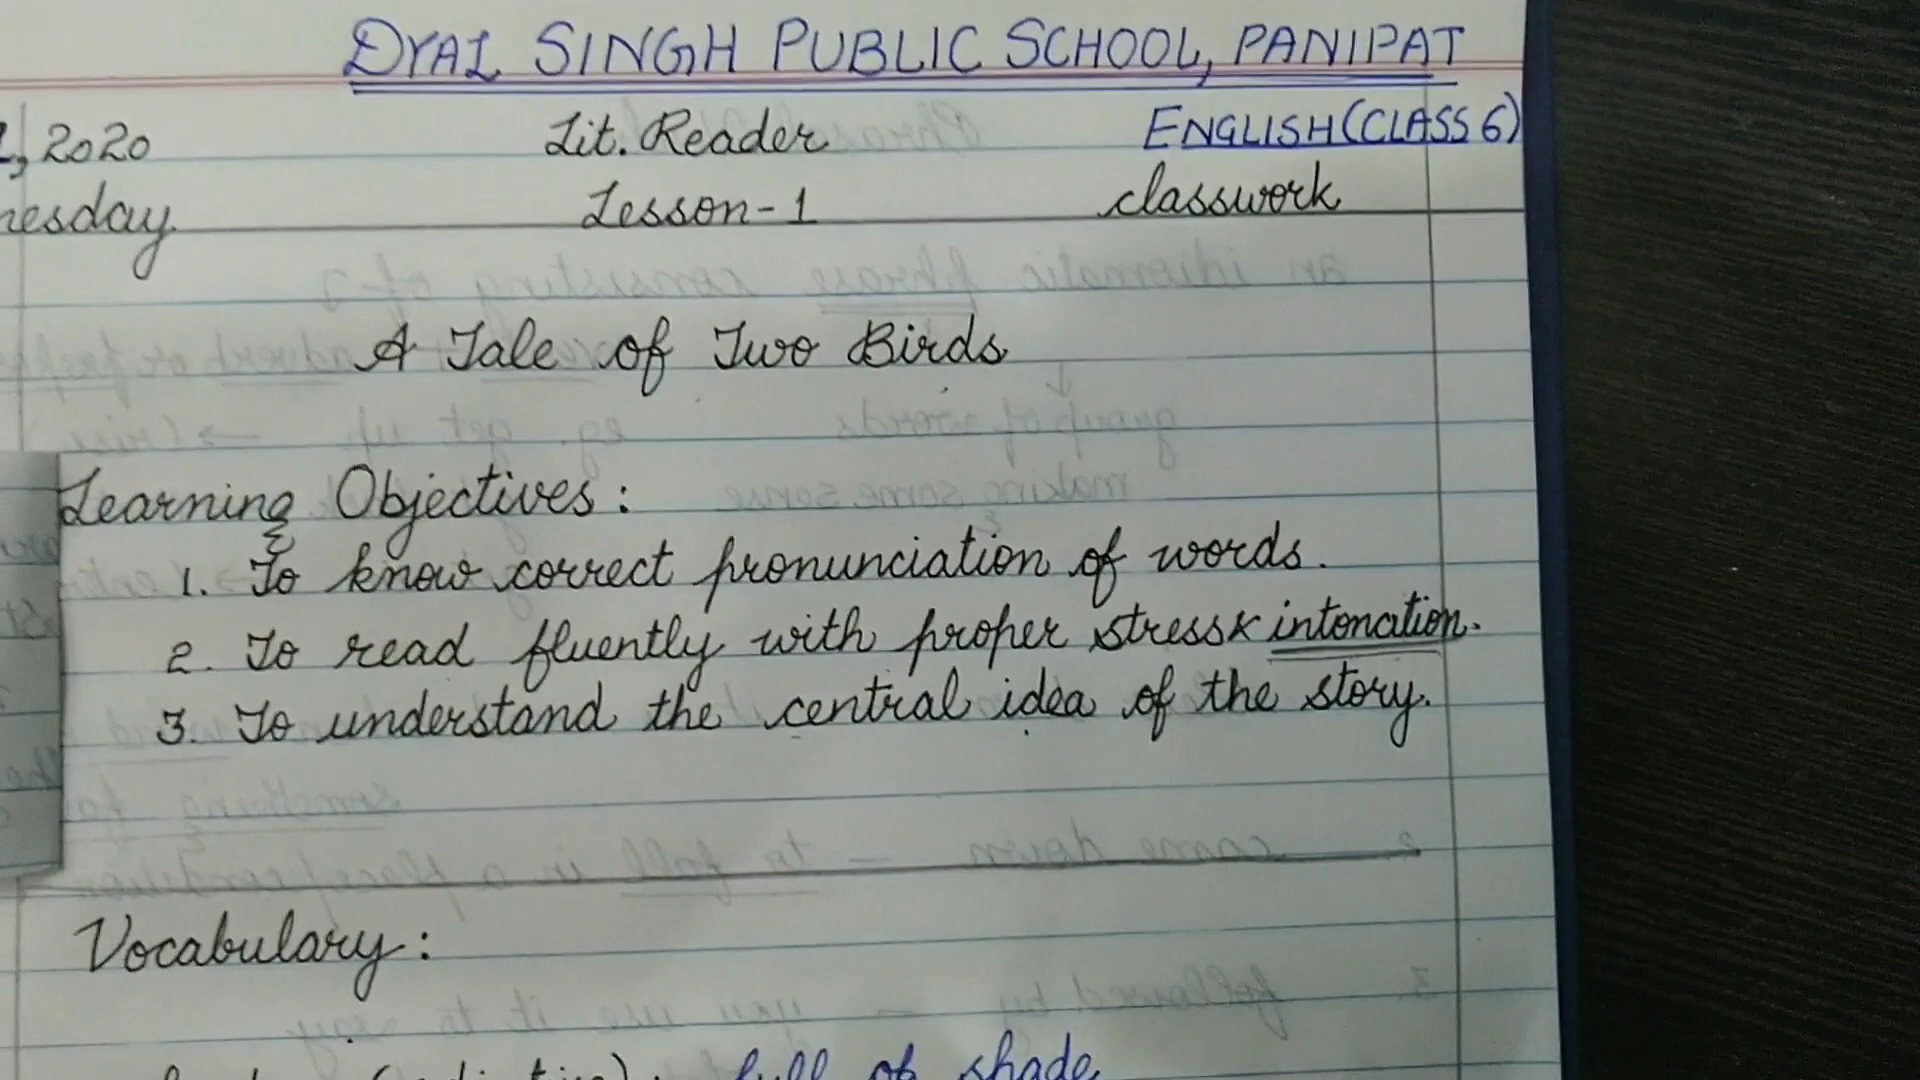 DYAL SINGH PUBLIC SCHOOL, PANIPAT
, 2020 Lit. Reader ENGLISH (CLASS 6)
nesday Lesson-1 classwork
A Tale of Two Birds
Learning Objectives :
1. To know correct pronunciation of words.
2. To read fluently with proper stress & intonation.
3. To understand the central idea of the story.
Vocabulary :
full of shade